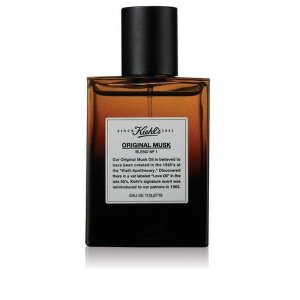 SINCE Kiehl's 1851
ORIGINAL MUSK
BLEND Nº 1
Our Original Musk Oil is believed to
have been created in the 1920's at
the "Kiehl Apothecary." Discovered
there in a vat labeled "Love Oil" in the
late 50's, Kiehl's signature scent was
reintroduced to our patrons in 1963.
EAU DE TOILETTE